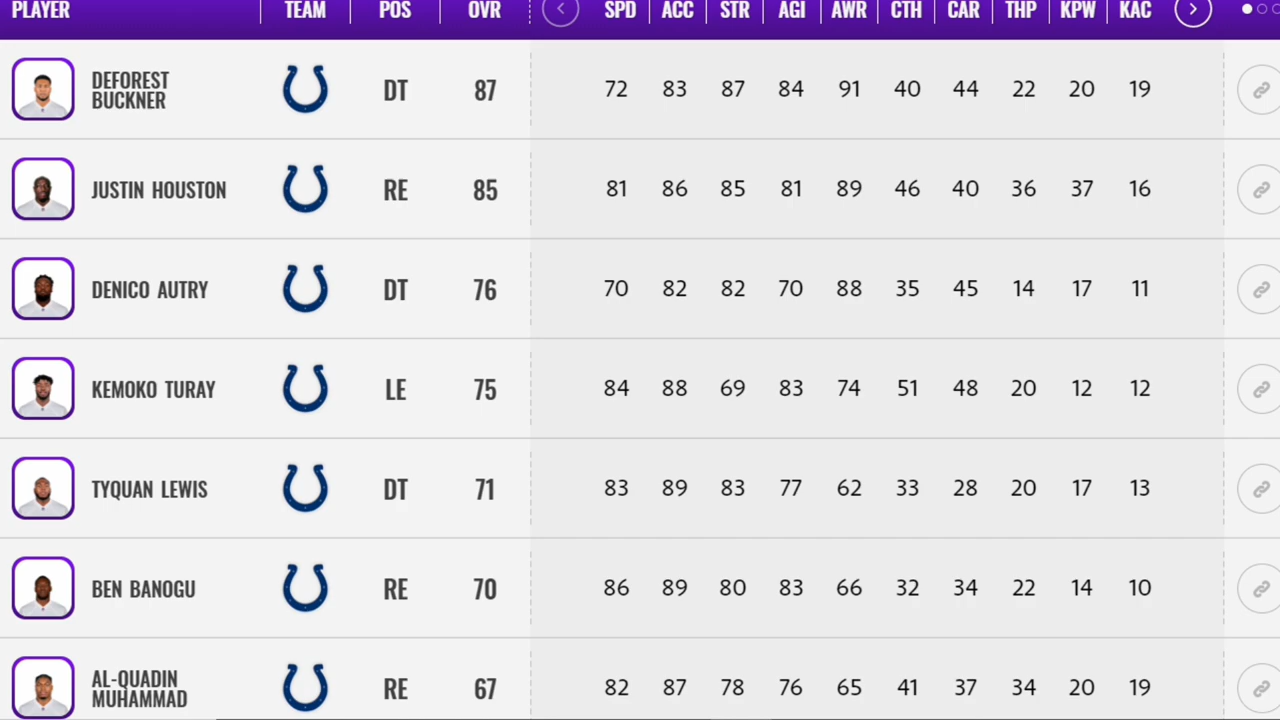 PLAYER TEAM POS OVR SPD ACC STR AGI AWR CTH CAR THP KPW KAC
DEFOREST
BUCKNER DT 87 72 83 87 84 91 40 44 22 20 19
JUSTIN HOUSTON RE 85 81 86 85 81 89 46 40 36 37 16
DENICO AUTRY DT 76 70 82 82 70 88 35 45 14 17 11
KEMOKO TURAY LE 75 84 88 69 83 74 51 48 20 12 12
TYQUAN LEWIS DT 71 83 89 83 77 62 33 28 20 17 13
BEN BANOGU RE 70 86 89 80 83 66 32 34 22 14 10
AL-QUADIN
MUHAMMAD RE 67 82 87 78 76 65 41 37 34 20 19